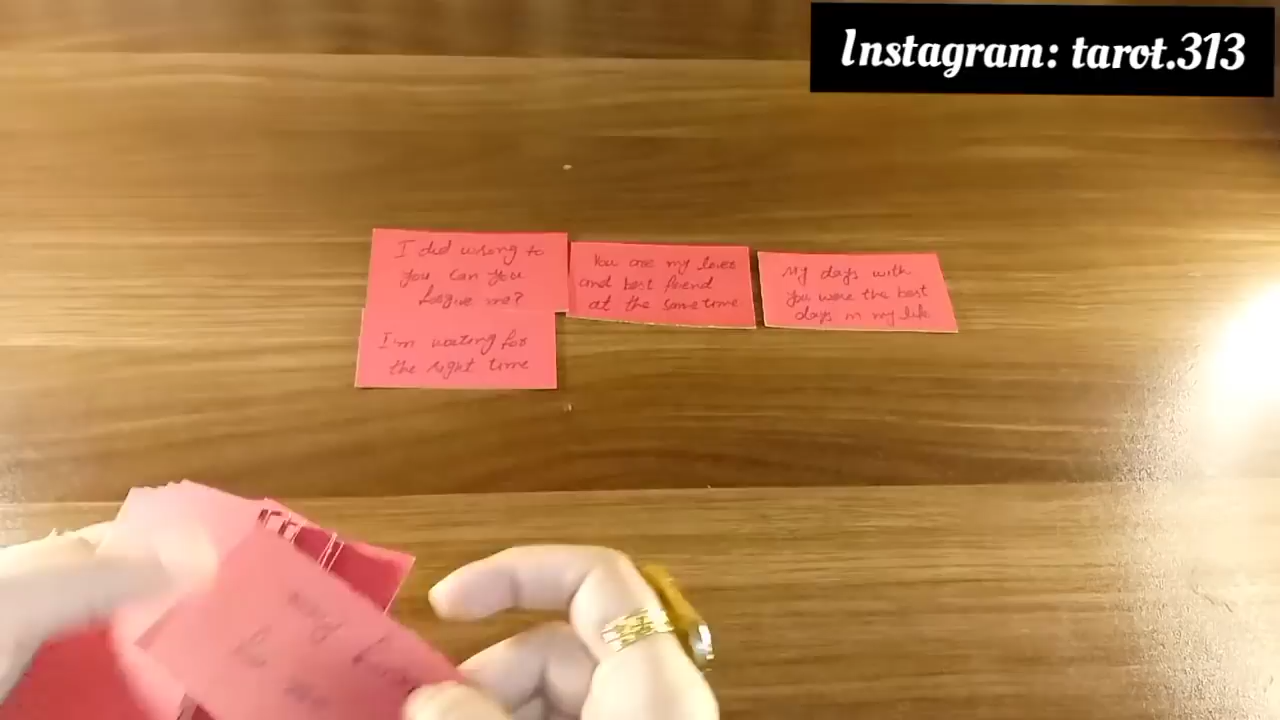 Instagram: tarot.313
I did wrong to
you can you
forgive me?
I'm waiting for
the right time
You are my lover
and best friend
at the same time
My days with
you were the best
days in my life